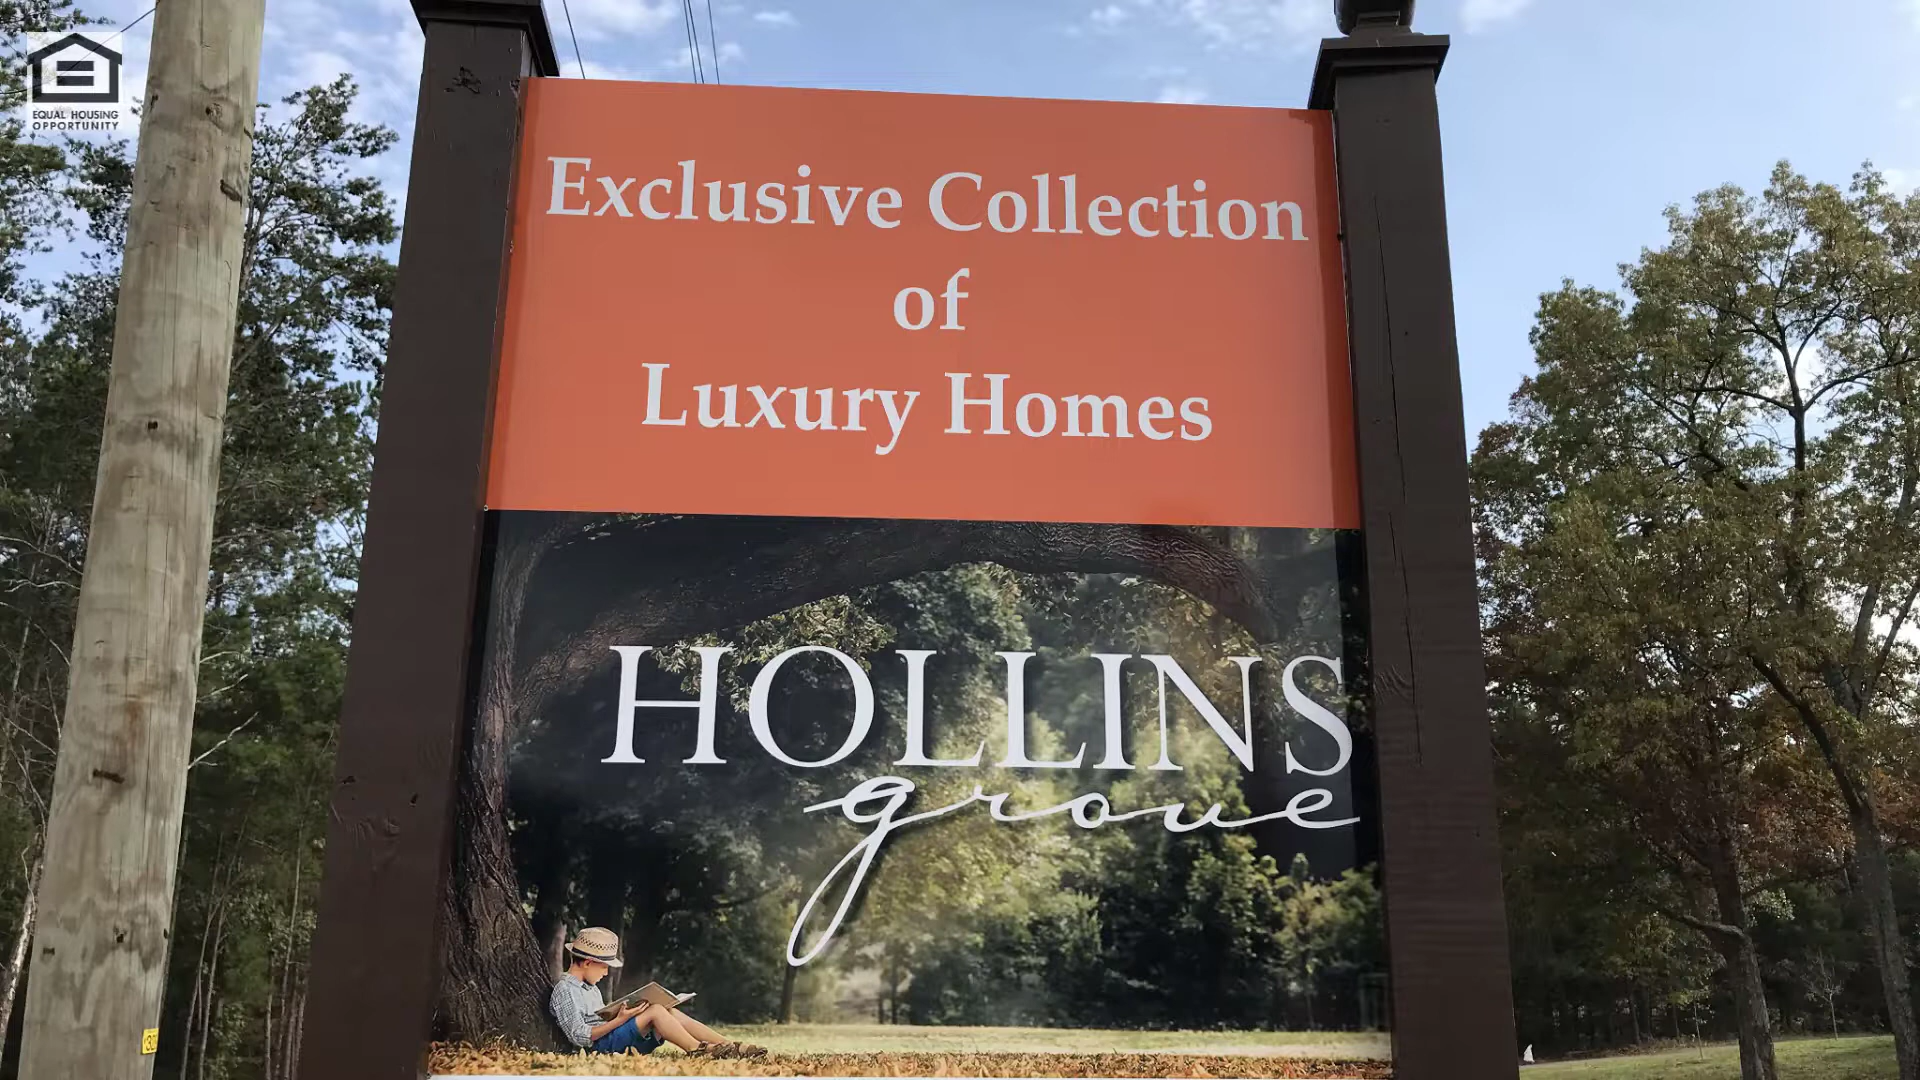 EQUAL HOUSING
OPPORTUNITY
Exclusive Collection
of
Luxury Homes
HOLLINS
grove